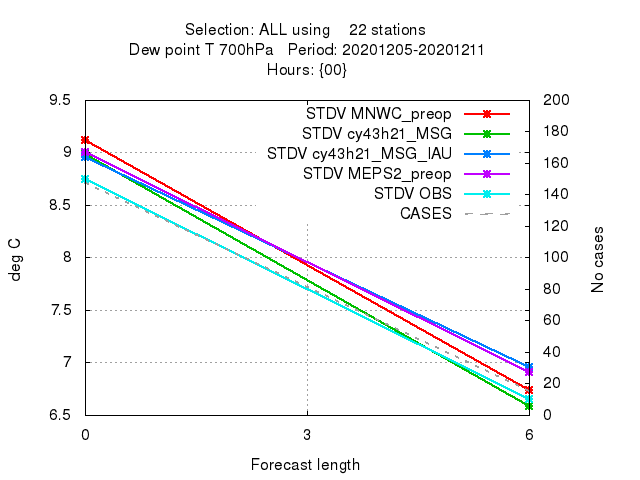 Selection: ALL using    22 stations
Dew point T 700hPa   Period: 20201205-20201211
Hours: {00}
9.5
9
8.5
8
7.5
7
6.5
deg C
200
180
160
140
120
100
80
60
40
20
0
No cases
STDV MNWC_preop
STDV cy43h21_MSG
STDV cy43h21_MSG_IAU
STDV MEPS2_preop
STDV OBS
CASES
0 3 6
Forecast length